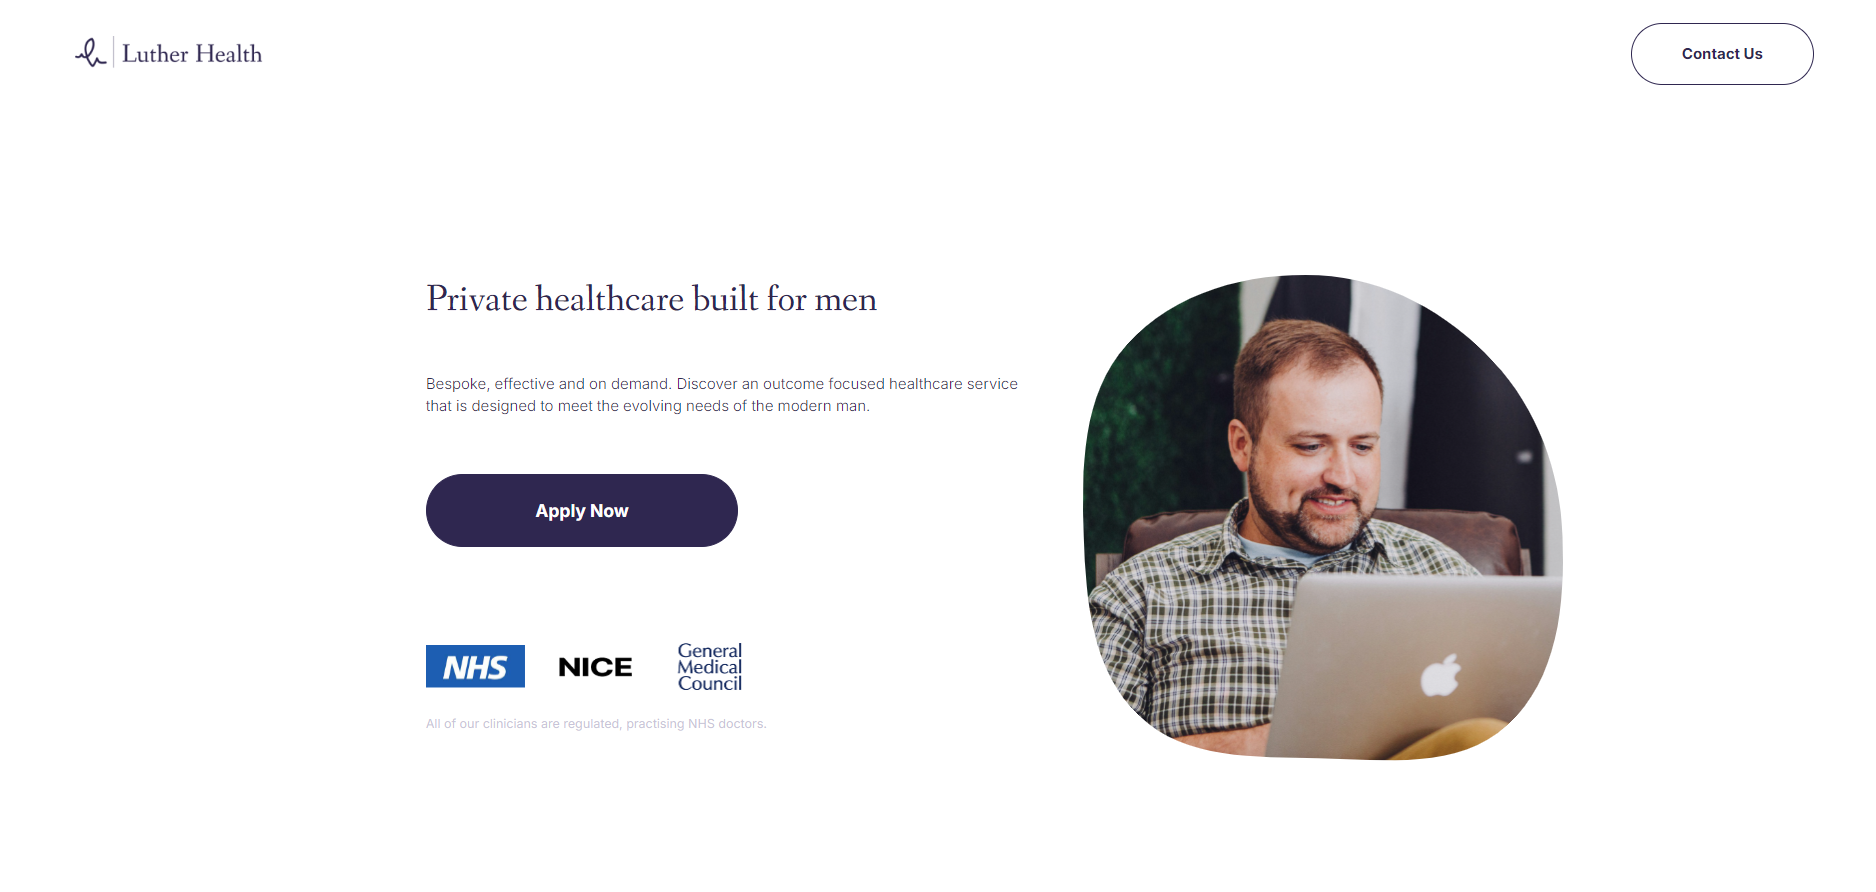 Luther Health
Contact Us
Private healthcare built for men
Bespoke, effective and on demand. Discover an outcome focused healthcare service
that is designed to meet the evolving needs of the modern man.
Apply Now
NHS
NICE
General
Medical
Council
All of our clinicians are regulated, practising NHS doctors.